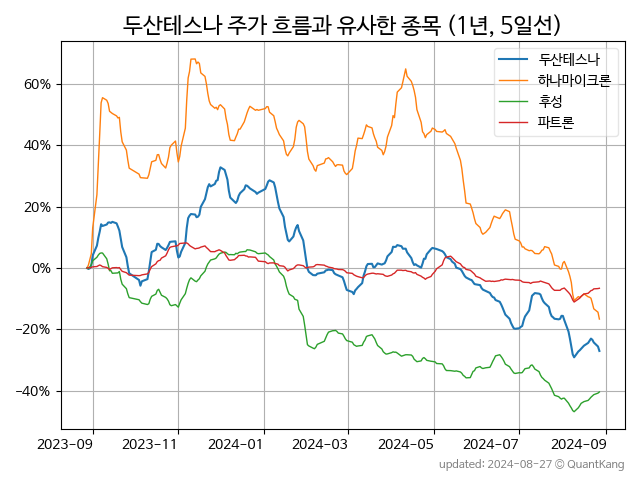 두산테스나 주가 흐름과 유사한 종목 (1년, 5일선)
두산테스나
하나마이크론
후성
파트론
60%
40%
20%
0%
−20%
−40%
2023-09 2023-11 2024-01 2024-03 2024-05 2024-07 2024-09
updated: 2024-08-27 © QuantKang